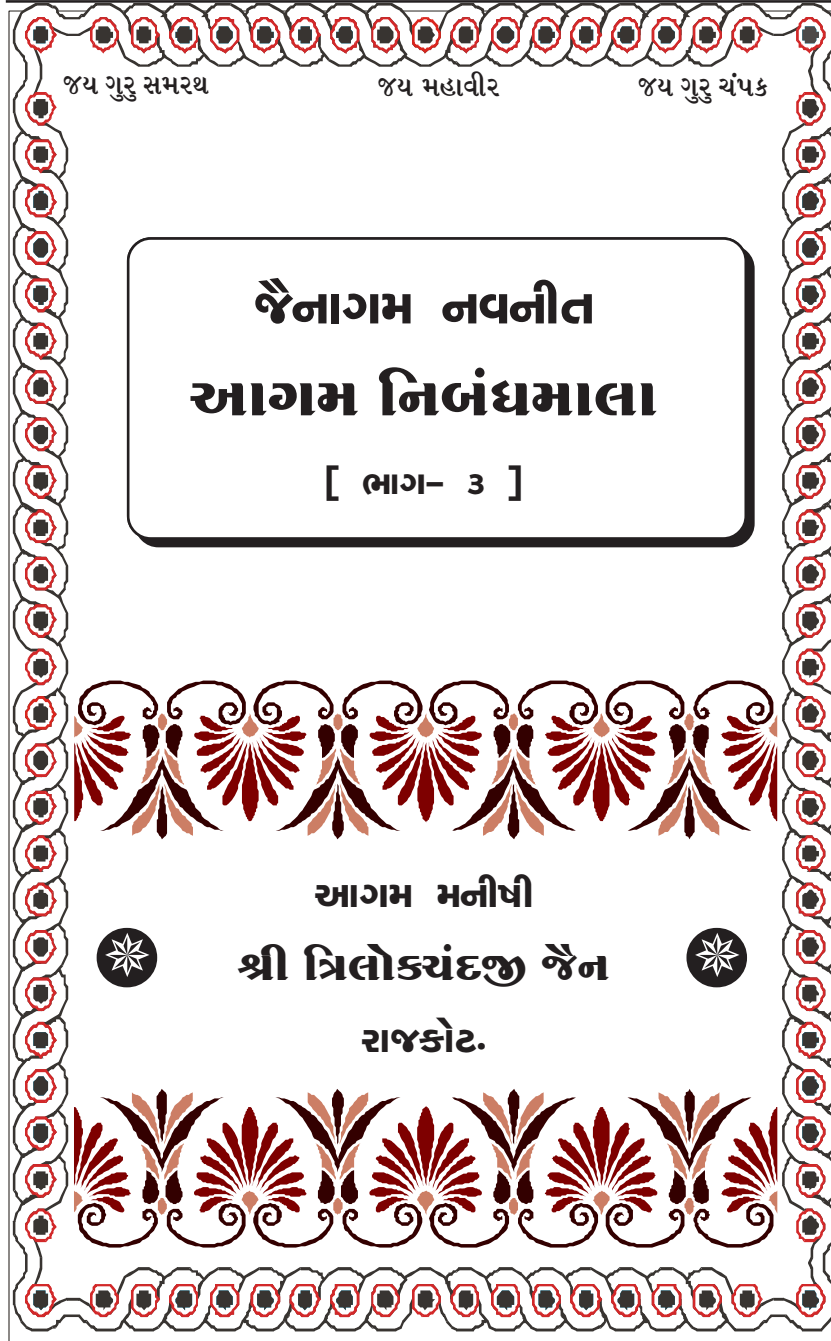 જય ગુરુ સમરથ જય મહાવીર જય ગુરુ ચંપક
જૈનાગમ નવનીત
આગમ નિબંધમાલા
[ ભાગ– ૩ ]
આગમ મનીષી
શ્રી ત્રિલોકચંદજી જૈન
રાજકોટ.